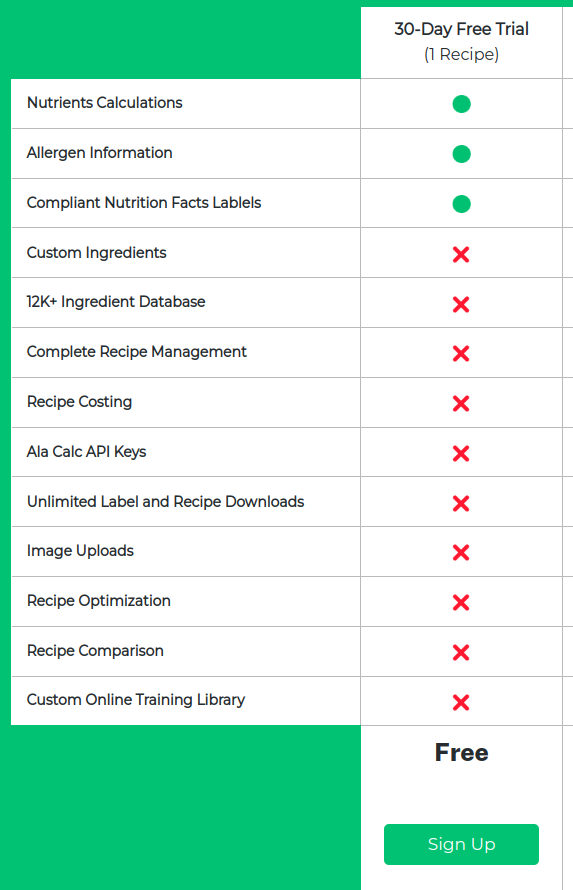 30-Day Free Trial
(1 Recipe)
Nutrients Calculations
Allergen Information
Compliant Nutrition Facts Lablels
Custom Ingredients
12K+ Ingredient Database
Complete Recipe Management
Recipe Costing
Ala Calc API Keys
Unlimited Label and Recipe Downloads
Image Uploads
Recipe Optimization
Recipe Comparison
Custom Online Training Library
Free
Sign Up